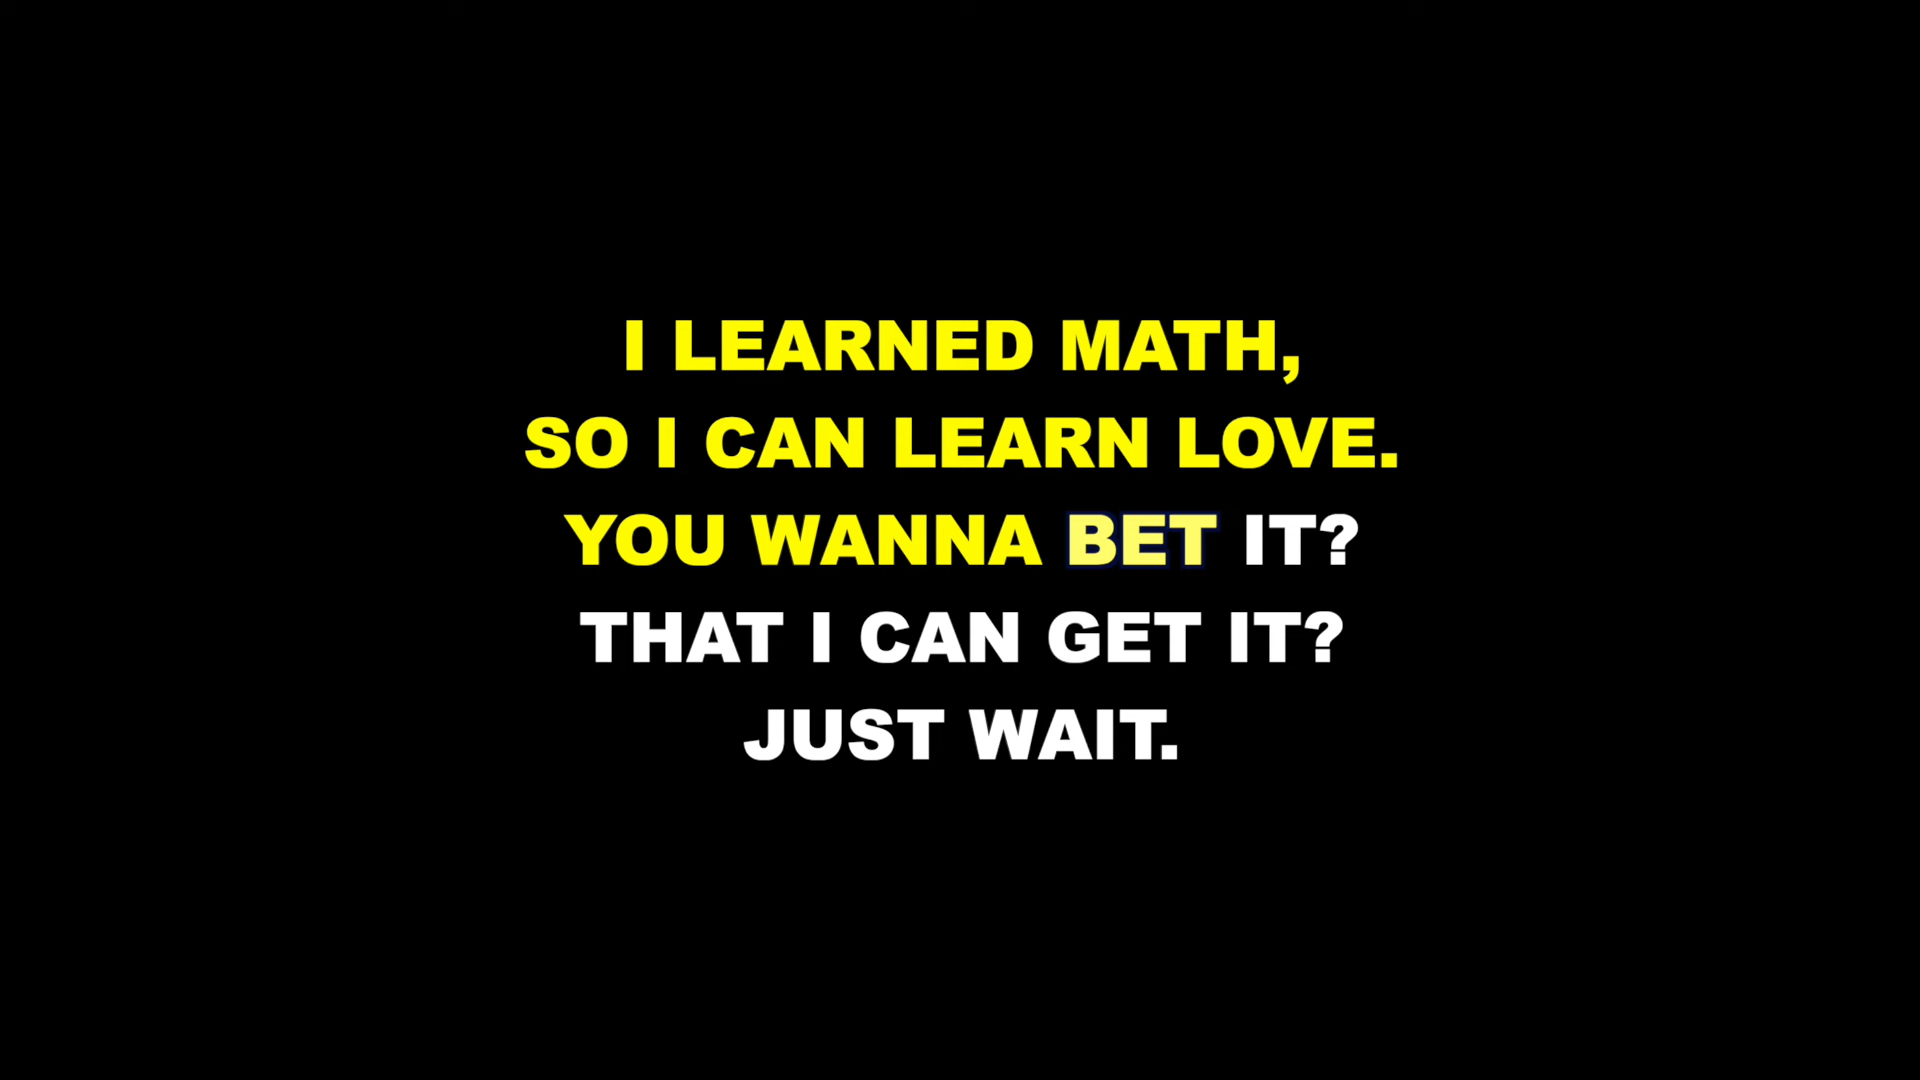 I LEARNED MATH,
SO I CAN LEARN LOVE.
YOU WANNA BET IT?
THAT I CAN GET IT?
JUST WAIT.